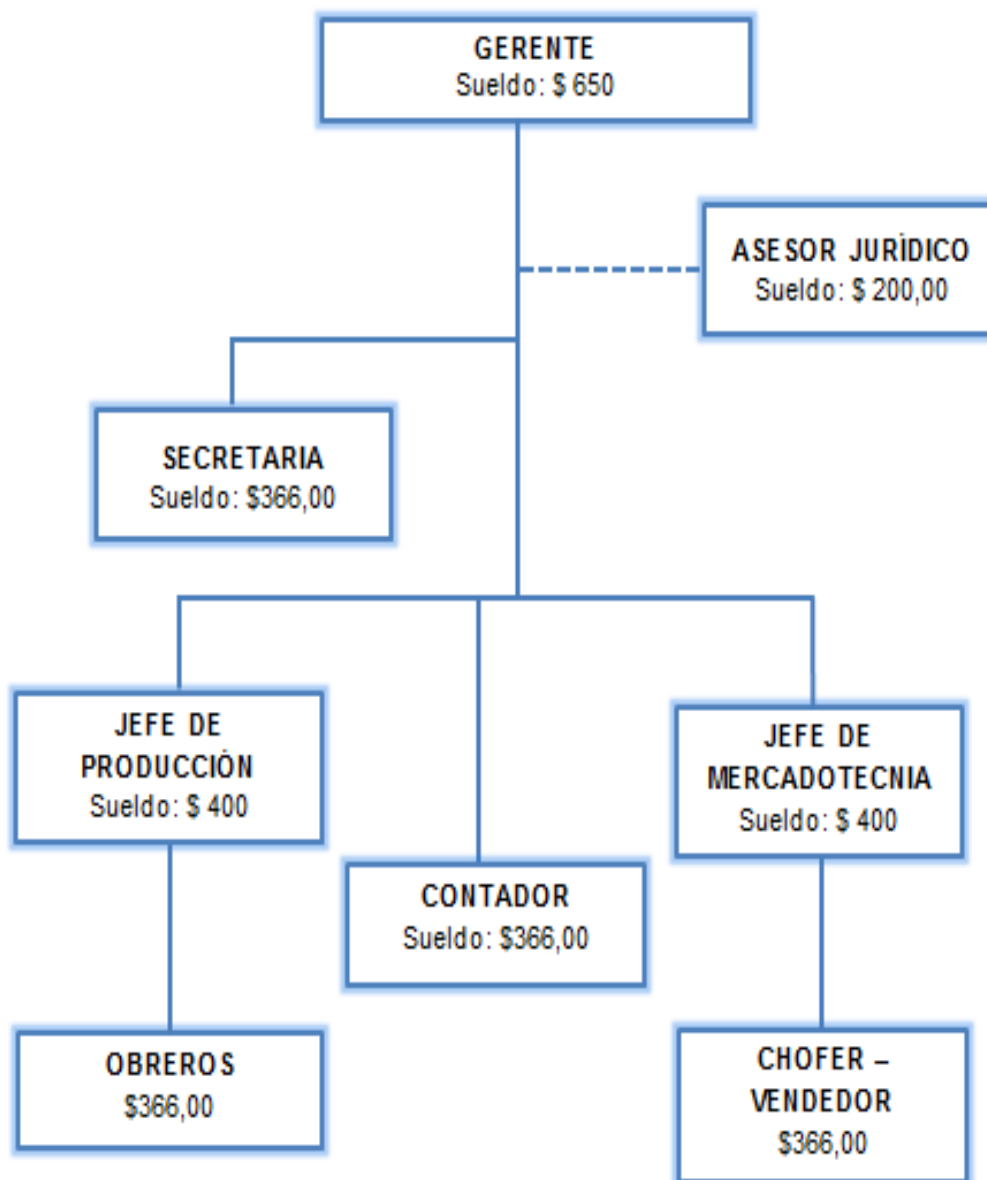 GERENTE
Sueldo: $ 650
ASESOR JURÍDICO
Sueldo: $ 200,00
SECRETARIA
Sueldo: $366,00
JEFE DE
PRODUCCIÓN
Sueldo: $ 400
JEFE DE
MERCADOTECNIA
Sueldo: $ 400
CONTADOR
Sueldo: $366,00
OBREROS
$366,00
CHOFER –
VENDEDOR
$366,00